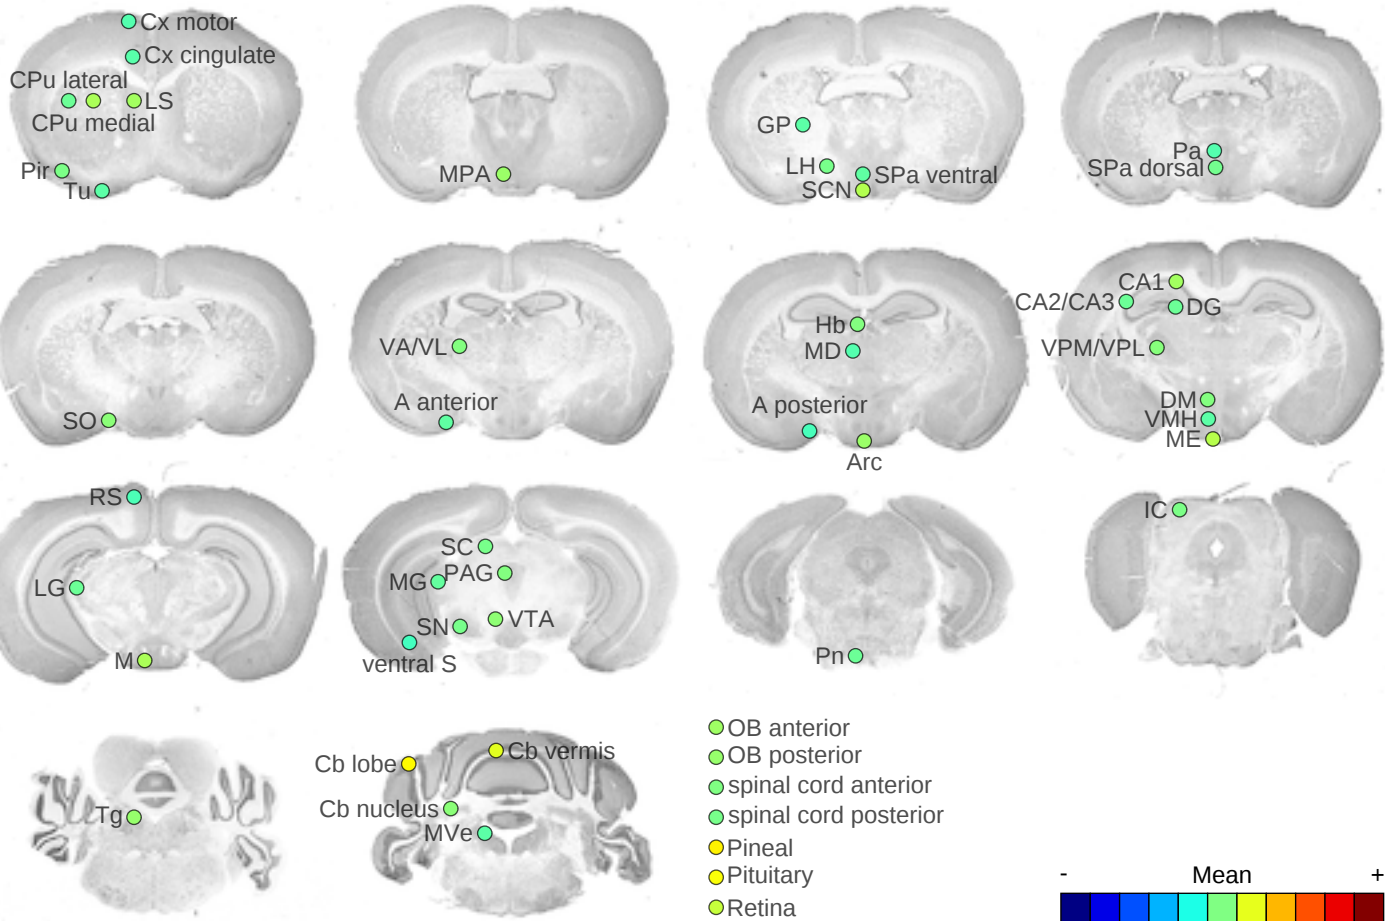 Cx motor
Cx cingulate
CPu lateral
LS
CPu medial
Pir
Tu
MPA
GP
LH
SPa ventral
SCN
Pa
SPa dorsal
SO
VA/VL
A anterior
Hb
MD
A posterior
Arc
CA1
CA2/CA3
DG
VPM/VPL
DM
VMH
ME
RS
LG
M
SC
MG
PAG
SN
VTA
ventral S
Pn
IC
Tg
Cb lobe
Cb vermis
Cb nucleus
MVe
OB anterior
OB posterior
spinal cord anterior
spinal cord posterior
Pineal
Pituitary
Retina
- Mean +